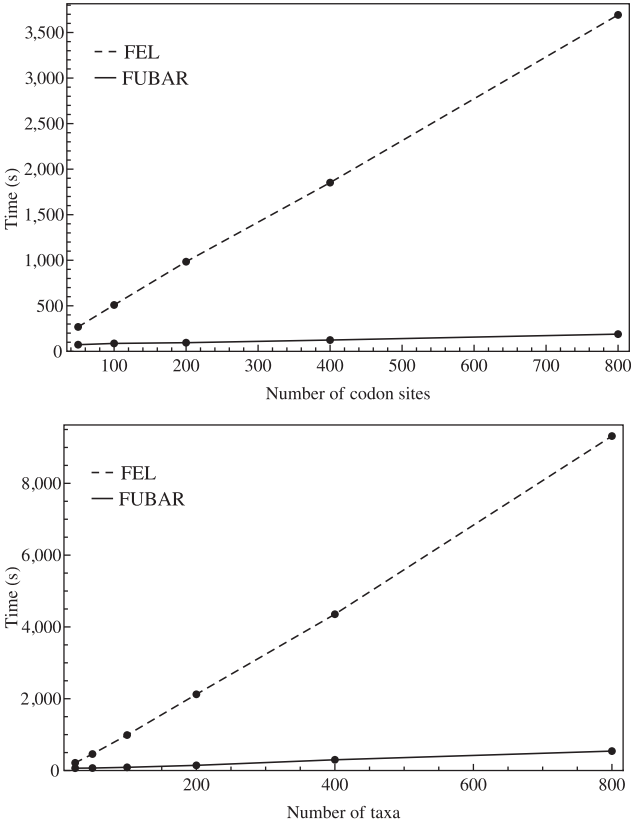 3,500
3,000
2,500
2,000
1,500
1,000
500
0
Time (s)
FEL
FUBAR
100 200 300 400 500 600 700 800
Number of codon sites
8,000
6,000
4,000
2,000
0
Time (s)
FEL
FUBAR
200 400 600 800
Number of taxa